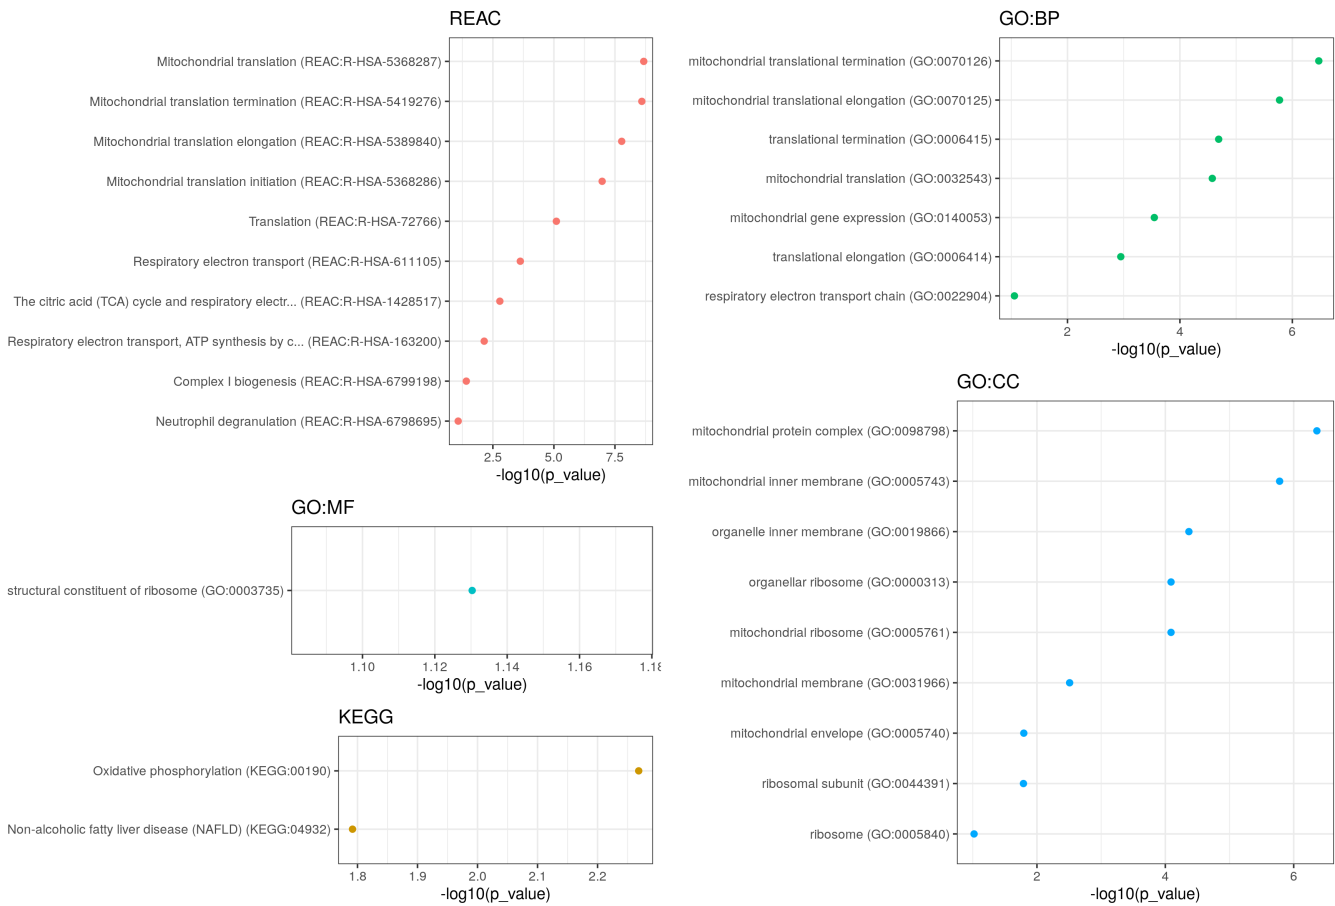 REAC
Mitochondrial translation (REAC:R-HSA-5368287)
Mitochondrial translation termination (REAC:R-HSA-5419276)
Mitochondrial translation elongation (REAC:R-HSA-5389840)
Mitochondrial translation initiation (REAC:R-HSA-5368286)
Translation (REAC:R-HSA-72766)
Respiratory electron transport (REAC:R-HSA-611105)
The citric acid (TCA) cycle and respiratory electr... (REAC:R-HSA-1428517)
Respiratory electron transport, ATP synthesis by c... (REAC:R-HSA-163200)
Complex I biogenesis (REAC:R-HSA-6799198)
Neutrophil degranulation (REAC:R-HSA-6798695)
2.5 5.0 7.5
-log10(p_value)
GO:MF
structural constituent of ribosome (GO:0003735)
1.10 1.12 1.14 1.16 1.18
-log10(p_value)
KEGG
Oxidative phosphorylation (KEGG:00190)
Non-alcoholic fatty liver disease (NAFLD) (KEGG:04932)
1.8 1.9 2.0 2.1 2.2
-log10(p_value)
GO:BP
mitochondrial translational termination (GO:0070126)
mitochondrial translational elongation (GO:0070125)
translational termination (GO:0006415)
mitochondrial translation (GO:0032543)
mitochondrial gene expression (GO:0140053)
translational elongation (GO:0006414)
respiratory electron transport chain (GO:0022904)
2 4 6
-log10(p_value)
GO:CC
mitochondrial protein complex (GO:0098798)
mitochondrial inner membrane (GO:0005743)
organelle inner membrane (GO:0019866)
organellar ribosome (GO:0000313)
mitochondrial ribosome (GO:0005761)
mitochondrial membrane (GO:0031966)
mitochondrial envelope (GO:0005740)
ribosomal subunit (GO:0044391)
ribosome (GO:0005840)
2 4 6
-log10(p_value)